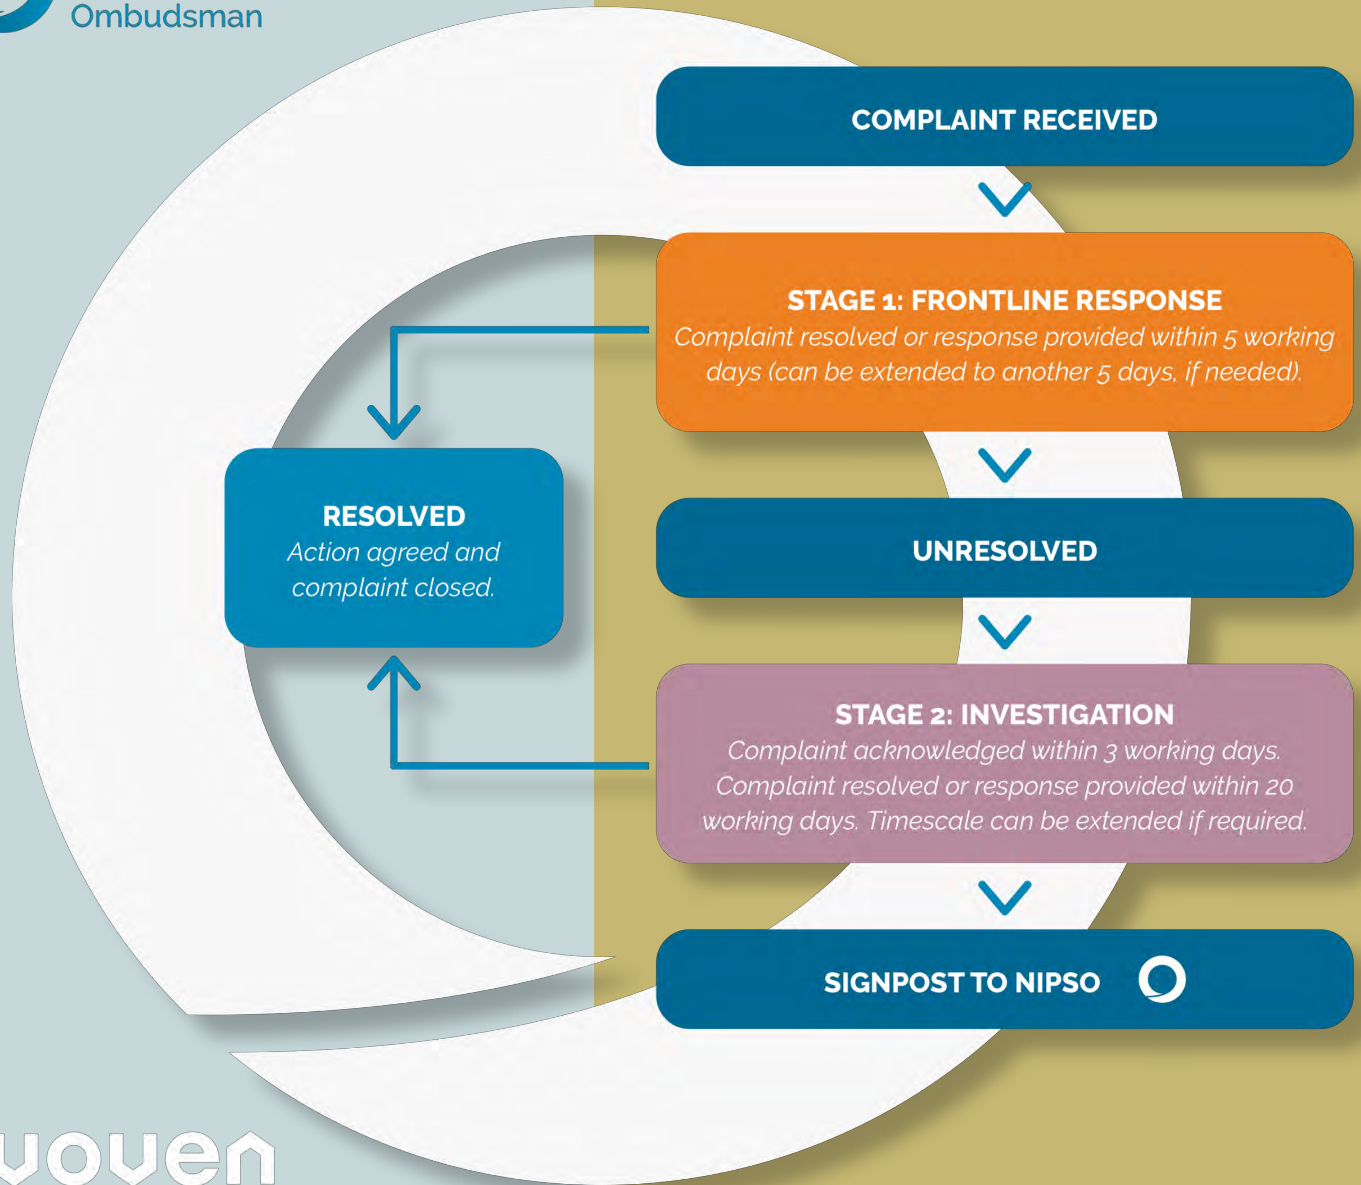 Ombudsman
COMPLAINT RECEIVED
STAGE 1: FRONTLINE RESPONSE
Complaint resolved or response provided within 5 working
days (can be extended to another 5 days, if needed).
RESOLVED
Action agreed and
complaint closed.
UNRESOLVED
STAGE 2: INVESTIGATION
Complaint acknowledged within 3 working days.
Complaint resolved or response provided within 20
working days. Timescale can be extended if required.
SIGNPOST TO NIPSO
woven